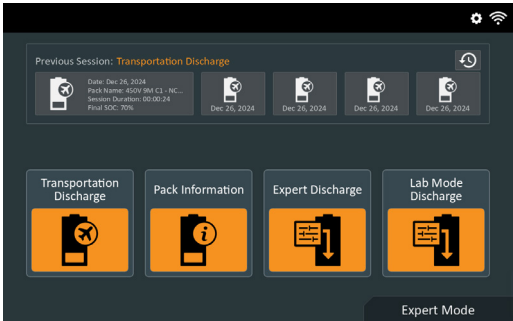 Previous Session: Transportation Discharge
Date: Dec 26, 2024
Pack Name: 450V 9M C1 - NC...
Session Duration: 00:00:24
Final SOC: 70%
Dec 26, 2024
Dec 26, 2024
Dec 26, 2024
Dec 26, 2024
Transportation
Discharge
Pack Information
Expert Discharge
Lab Mode
Discharge
Expert Mode